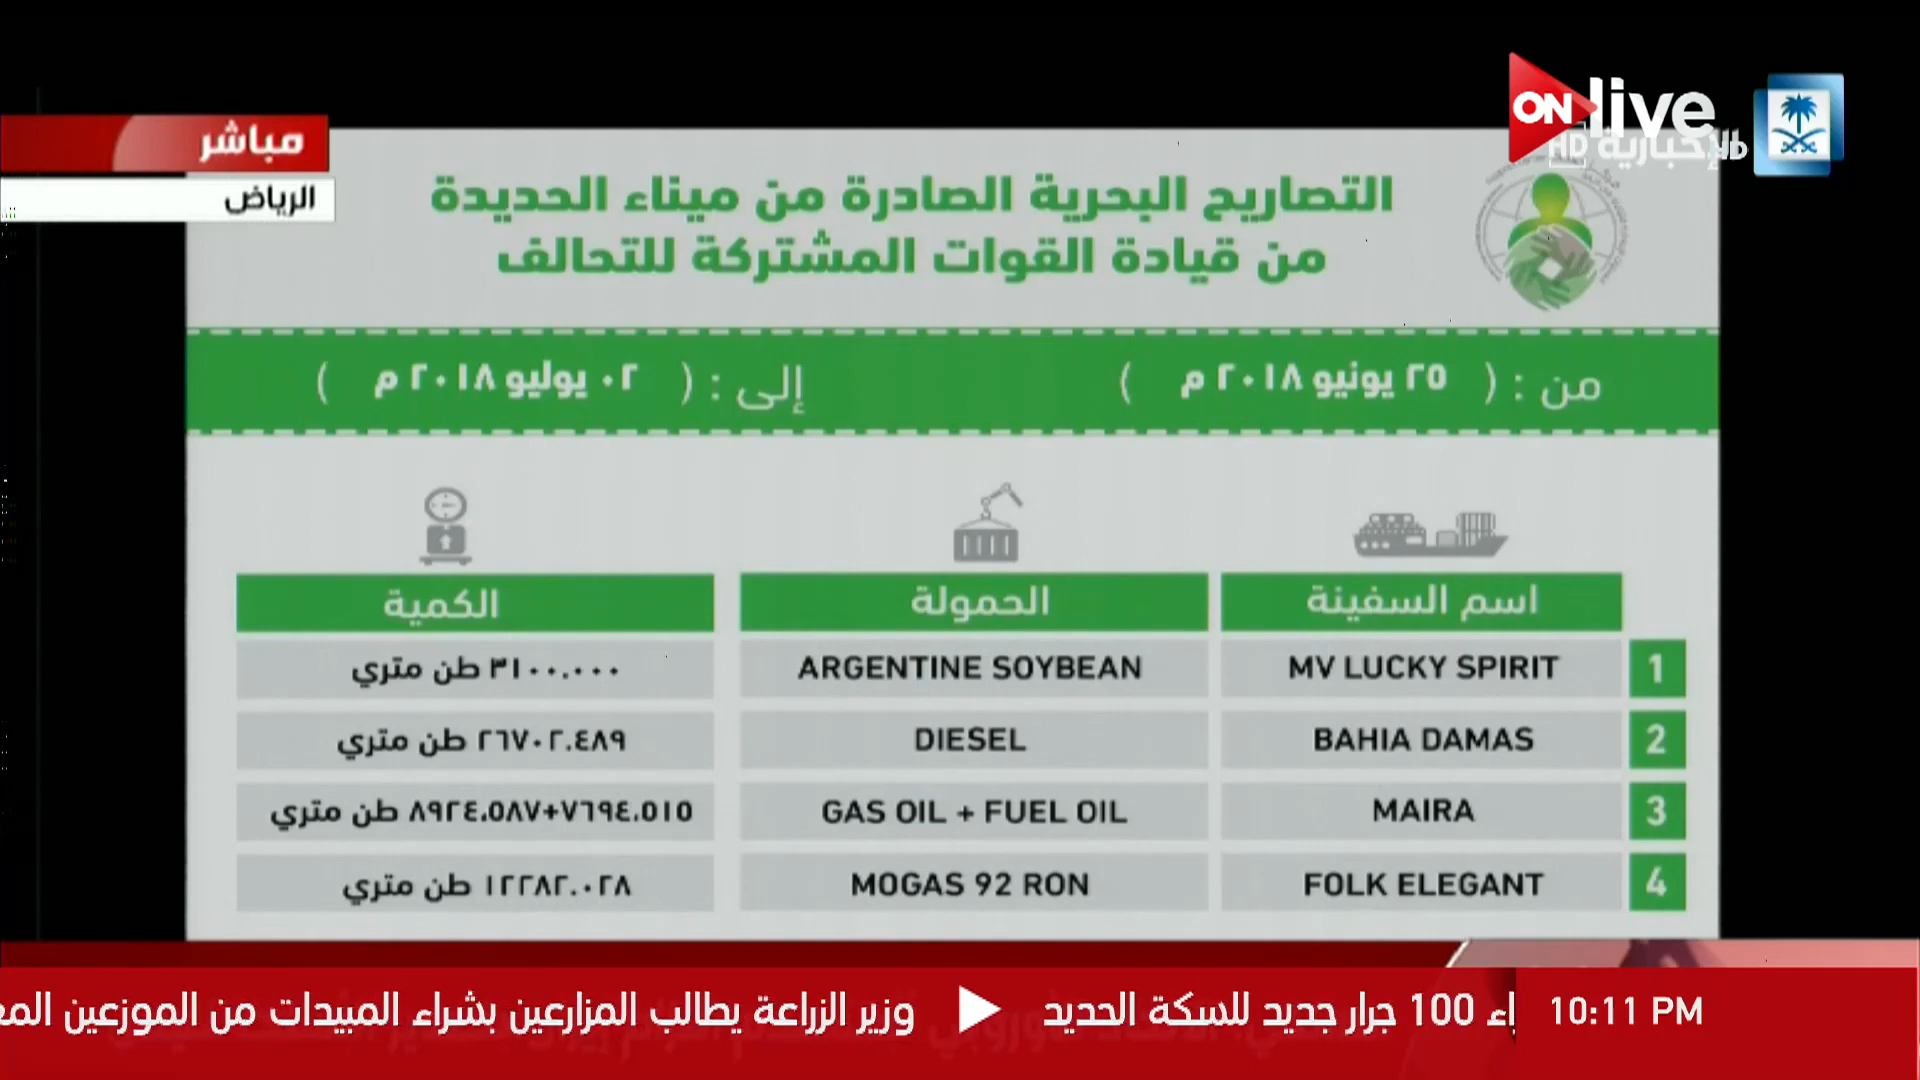 ON live
الإخبارية HD
مباشر
الرياض
التصاريح البحرية الصادرة من ميناء الحديدة
من قيادة القوات المشتركة للتحالف
من : ( ٢٥ يونيو ٢٠١٨ م )
إلى : ( ٠٢ يوليو ٢٠١٨ م )
اسم السفينة الحمولة الكمية
1 MV LUCKY SPIRIT ARGENTINE SOYBEAN ٣١٠٠.٠٠٠ طن متري
2 BAHIA DAMAS DIESEL ٢٦٧٠٢.٤٨٩ طن متري
3 MAIRA GAS OIL + FUEL OIL ٨٩٢٤.٥٨٧+٧٦٩٤.٥١٥ طن متري
4 FOLK ELEGANT MOGAS 92 RON ١٢٢٨٢.٠٢٨ طن متري
10:11 PM
إء 100 جرار جديد للسكة الحديد وزير الزراعة يطالب المزارعين بشراء المبيدات من الموزعين